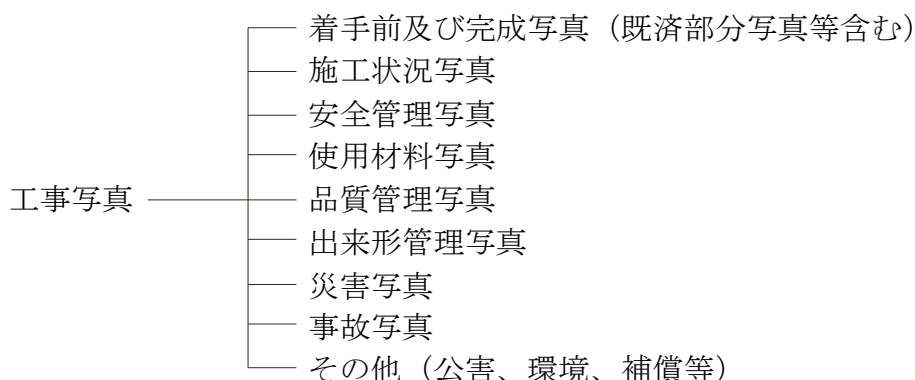 着手前及び完成写真（既済部分写真等含む）
施工状況写真
安全管理写真
使用材料写真
工事写真
品質管理写真
出来形管理写真
災害写真
事故写真
その他（公害、環境、補償等）